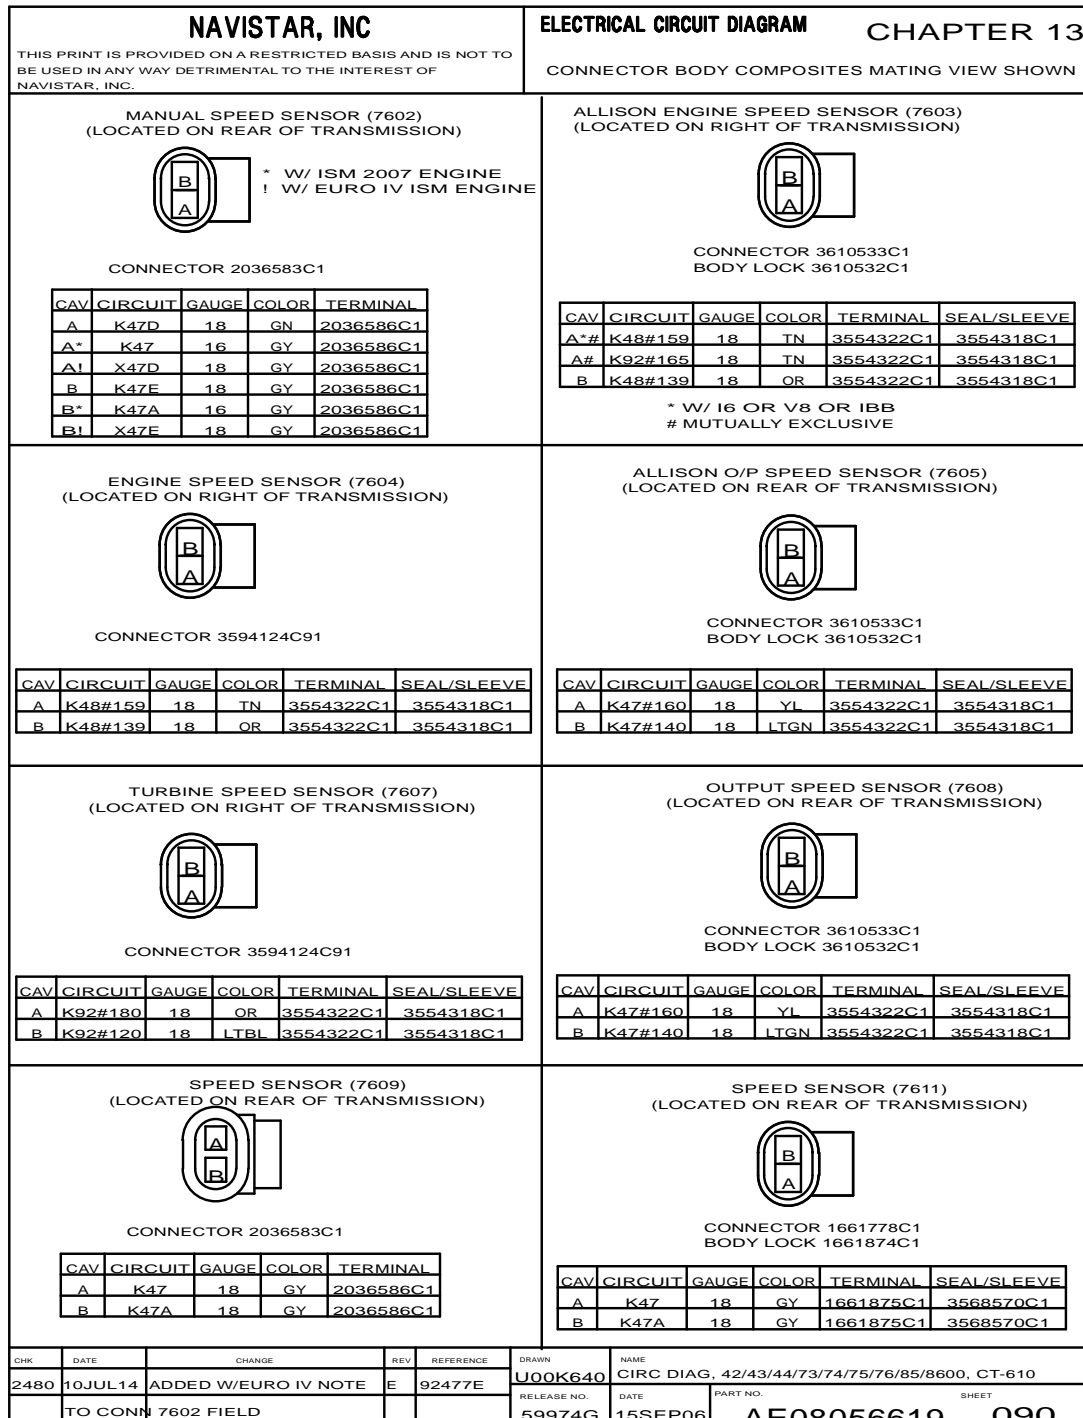 NAVISTAR, INC
THIS PRINT IS PROVIDED ON A RESTRICTED BASIS AND IS NOT TO
BE USED IN ANY WAY DETRIMENTAL TO THE INTEREST OF
NAVISTAR, INC.
ELECTRICAL CIRCUIT DIAGRAM CHAPTER 13
CONNECTOR BODY COMPOSITES MATING VIEW SHOWN
MANUAL SPEED SENSOR (7602)
(LOCATED ON REAR OF TRANSMISSION)
B
A
* W/ ISM 2007 ENGINE
! W/ EURO IV ISM ENGINE
CONNECTOR 2036583C1
CAV CIRCUIT GAUGE COLOR TERMINAL
A K47D 18 GN 2036586C1
A* K47 16 GY 2036586C1
A! X47D 18 GY 2036586C1
B K47E 18 GY 2036586C1
B* K47A 16 GY 2036586C1
B! X47E 18 GY 2036586C1
ALLISON ENGINE SPEED SENSOR (7603)
(LOCATED ON RIGHT OF TRANSMISSION)
B
A
CONNECTOR 3610533C1
BODY LOCK 3610532C1
CAV CIRCUIT GAUGE COLOR TERMINAL SEAL/SLEEVE
A*# K48#159 18 TN 3554322C1 3554318C1
A# K92#165 18 TN 3554322C1 3554318C1
B K48#139 18 OR 3554322C1 3554318C1
* W/ I6 OR V8 OR IBB
# MUTUALLY EXCLUSIVE
ENGINE SPEED SENSOR (7604)
(LOCATED ON RIGHT OF TRANSMISSION)
B
A
CONNECTOR 3594124C91
CAV CIRCUIT GAUGE COLOR TERMINAL SEAL/SLEEVE
A K48#159 18 TN 3554322C1 3554318C1
B K48#139 18 OR 3554322C1 3554318C1
ALLISON O/P SPEED SENSOR (7605)
(LOCATED ON REAR OF TRANSMISSION)
B
A
CONNECTOR 3610533C1
BODY LOCK 3610532C1
CAV CIRCUIT GAUGE COLOR TERMINAL SEAL/SLEEVE
A K47#160 18 YL 3554322C1 3554318C1
B K47#140 18 LTGN 3554322C1 3554318C1
TURBINE SPEED SENSOR (7607)
(LOCATED ON RIGHT OF TRANSMISSION)
B
A
CONNECTOR 3594124C91
CAV CIRCUIT GAUGE COLOR TERMINAL SEAL/SLEEVE
A K92#180 18 OR 3554322C1 3554318C1
B K92#120 18 LTBL 3554322C1 3554318C1
OUTPUT SPEED SENSOR (7608)
(LOCATED ON REAR OF TRANSMISSION)
B
A
CONNECTOR 3610533C1
BODY LOCK 3610532C1
CAV CIRCUIT GAUGE COLOR TERMINAL SEAL/SLEEVE
A K47#160 18 YL 3554322C1 3554318C1
B K47#140 18 LTGN 3554322C1 3554318C1
SPEED SENSOR (7609)
(LOCATED ON REAR OF TRANSMISSION)
A
B
CONNECTOR 2036583C1
CAV CIRCUIT GAUGE COLOR TERMINAL
A K47 18 GY 2036586C1
B K47A 18 GY 2036586C1
SPEED SENSOR (7611)
(LOCATED ON REAR OF TRANSMISSION)
B
A
CONNECTOR 1661778C1
BODY LOCK 1661874C1
CAV CIRCUIT GAUGE COLOR TERMINAL SEAL/SLEEVE
A K47 18 GY 1661875C1 3568570C1
B K47A 18 GY 1661875C1 3568570C1
CHK DATE CHANGE REV REFERENCE
2480 10JUL14 ADDED W/EURO IV NOTE E 92477E
TO CONN 7602 FIELD
DRAWN NAME
U00K640 CIRC DIAG, 42/43/44/73/74/75/76/85/8600, CT-610
RELEASE NO. DATE PART NO. SHEET
59974G 15SEP06 AE08056619 090